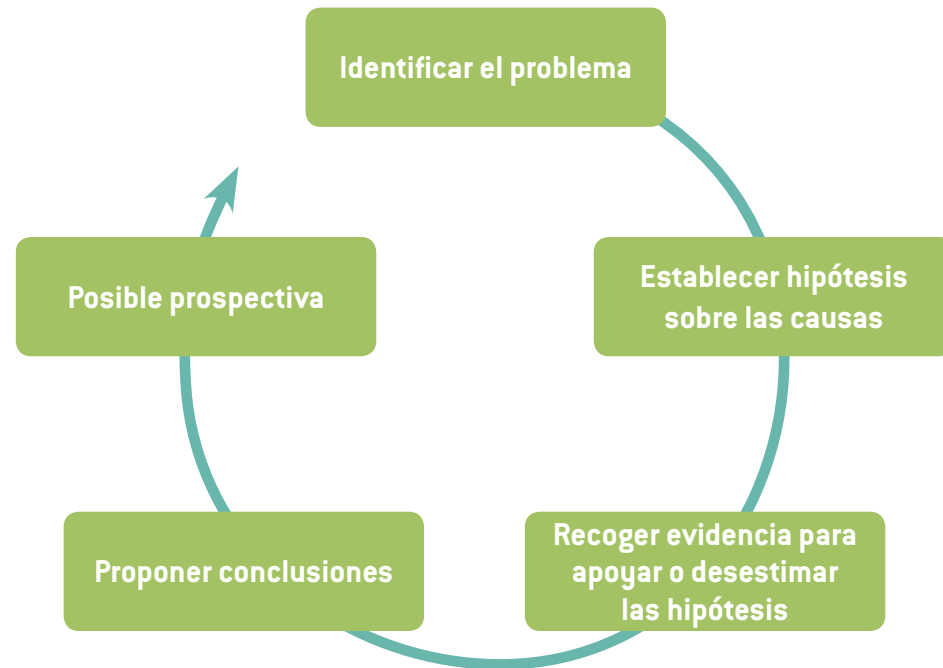 Identificar el problema
Establecer hipótesis
sobre las causas
Recoger evidencia para
apoyar o desestimar
las hipótesis
Proponer conclusiones
Posible prospectiva